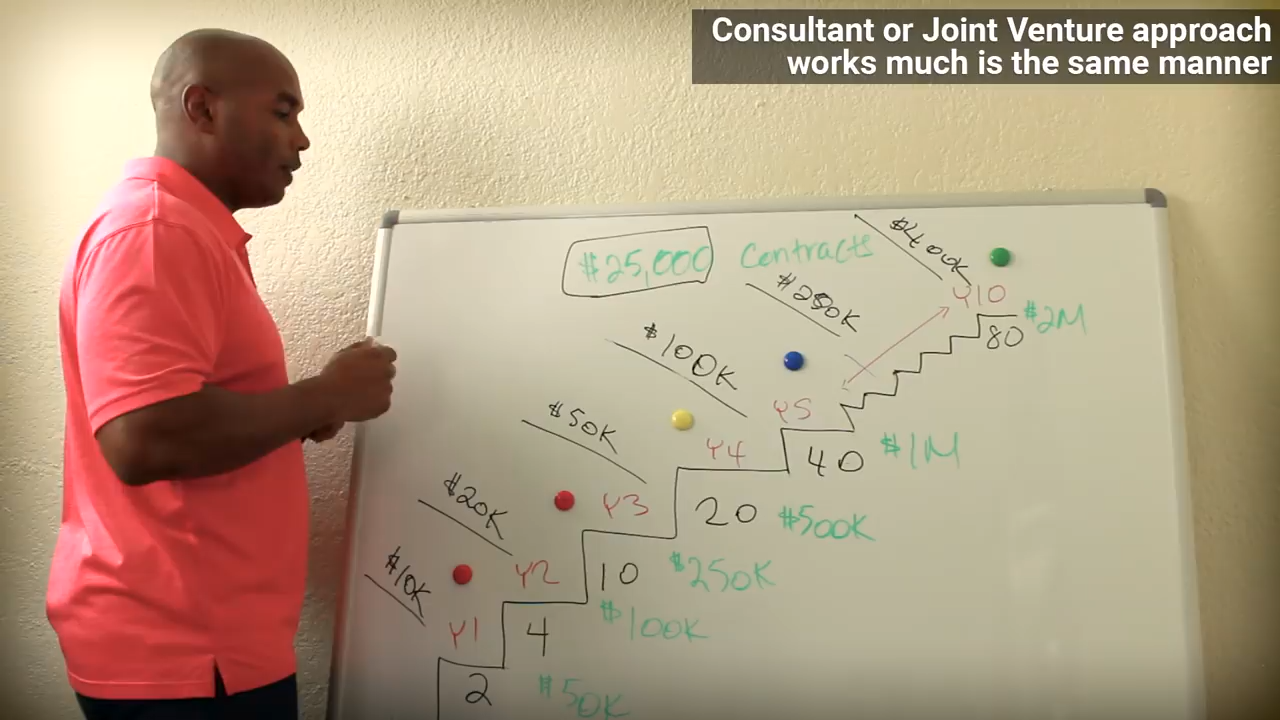 Consultant or Joint Venture approach
works much is the same manner
$400K
$25,000 Contracts
$250K
Y10
$2M
80
$100K
Y5
$50K
Y4
40 $1M
$20K
Y3
20 $500K
$10K
Y2
10 $250K
Y1
4 $100K
2 $50K